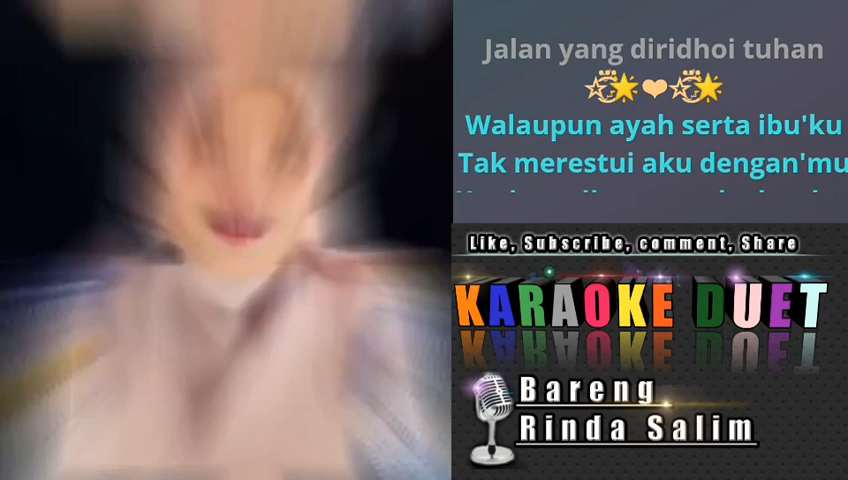 Jalan yang diridhoi tuhan
Walaupun ayah serta ibu'ku
Tak merestui aku dengan'mu
Like, Subscribe, comment, Share
KARAOKE DUET
Bareng
Rinda Salim